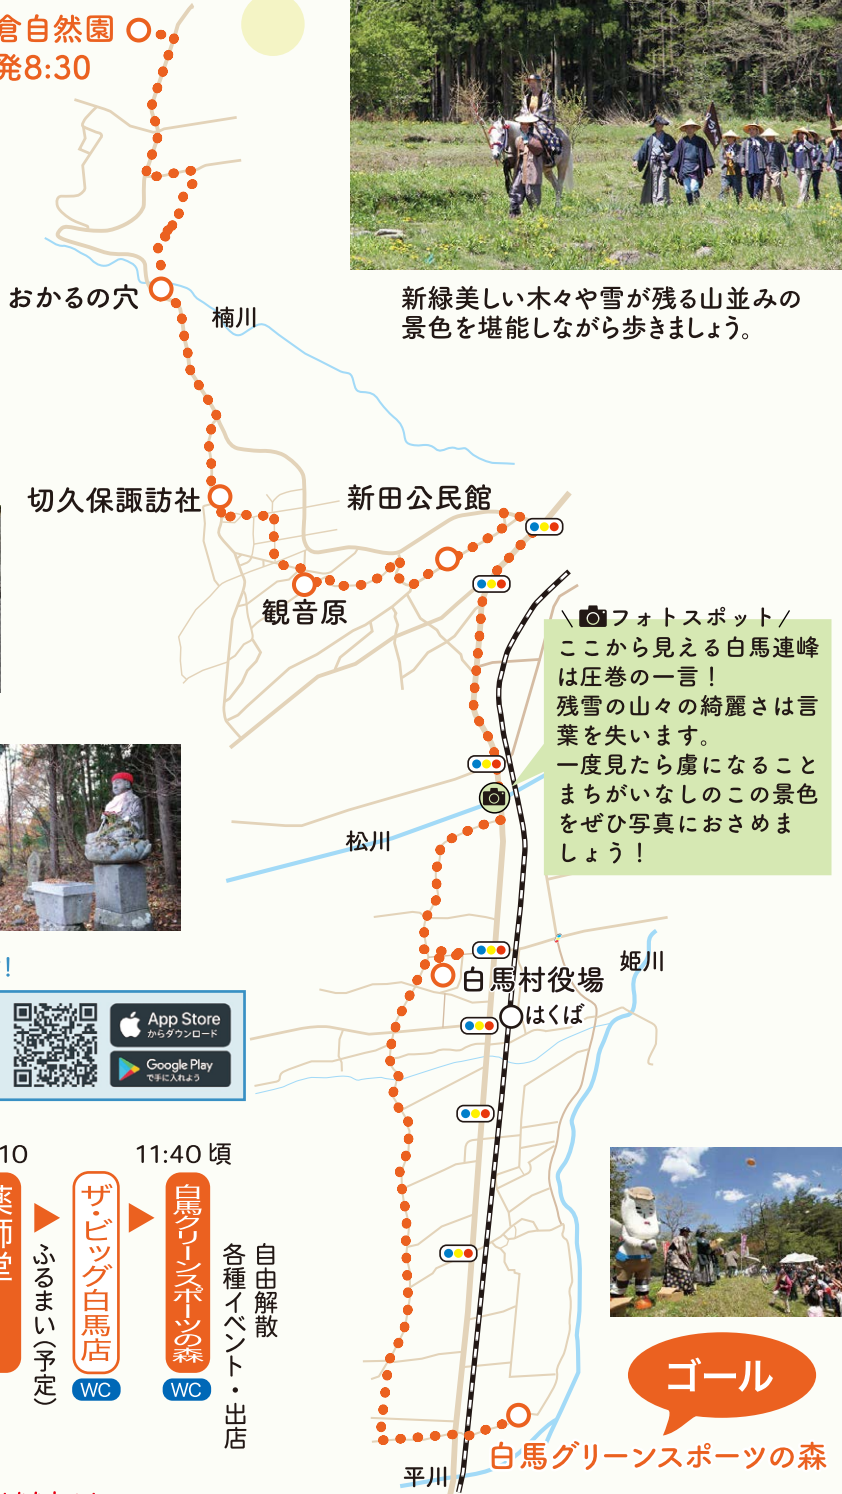 倉自然園
発8:30
新緑美しい木々や雪が残る山並みの
景色を堪能しながら歩きましょう。
おかるの穴
楠川
切久保諏訪社
新田公民館
観音原
フォトスポット
ここから見える白馬連峰
は圧巻の一言！
残雪の山々の綺麗さは言
葉を失います。
一度見たら虜になること
まちがいなしのこの景色
をぜひ写真におさめま
しょう！
松川
姫川
白馬村役場
はくば
!
App Store
からダウンロード
Google Play
で手に入れよう
10
11:40 頃
薬師堂
ふるまい(予定)
ザ・ビッグ白馬店
WC
白馬グリーンスポーツの森
WC
自由解散
各種イベント・出店
ゴール
白馬グリーンスポーツの森
平川